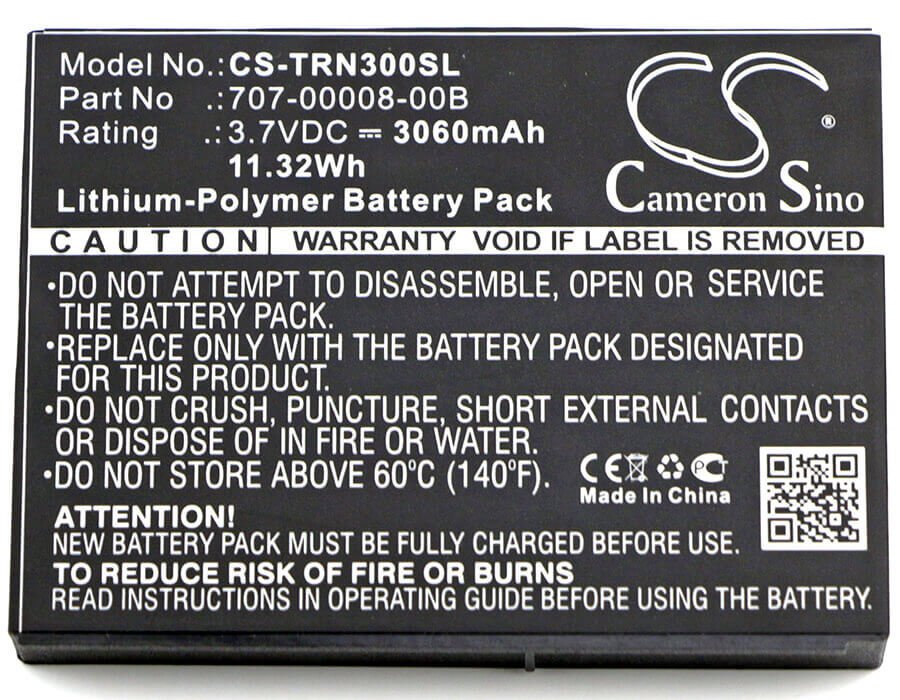 Model No.: CS-TRN300SL
Part No .: 707-00008-00B
Rating .: 3.7VDC ⎓ 3060mAh
11.32Wh
Lithium-Polymer Battery Pack
CS ®
Cameron Sino
CAUTION | WARRANTY VOID IF LABEL IS REMOVED
•DO NOT ATTEMPT TO DISASSEMBLE, OPEN OR SERVICE
THE BATTERY PACK.
•REPLACE ONLY WITH THE BATTERY PACK DESIGNATED
FOR THIS PRODUCT.
•DO NOT CRUSH, PUNCTURE, SHORT EXTERNAL CONTACTS
OR DISPOSE OF IN FIRE OR WATER.
•DO NOT STORE ABOVE 60°C (140°F).
CE PCT
Made In China
ATTENTION!
NEW BATTERY PACK MUST BE FULLY CHARGED BEFORE USE.
TO REDUCE RISK OF FIRE OR BURNS
READ INSTRUCTIONS IN OPERATING GUIDE BEFORE USING THE BATTERY.